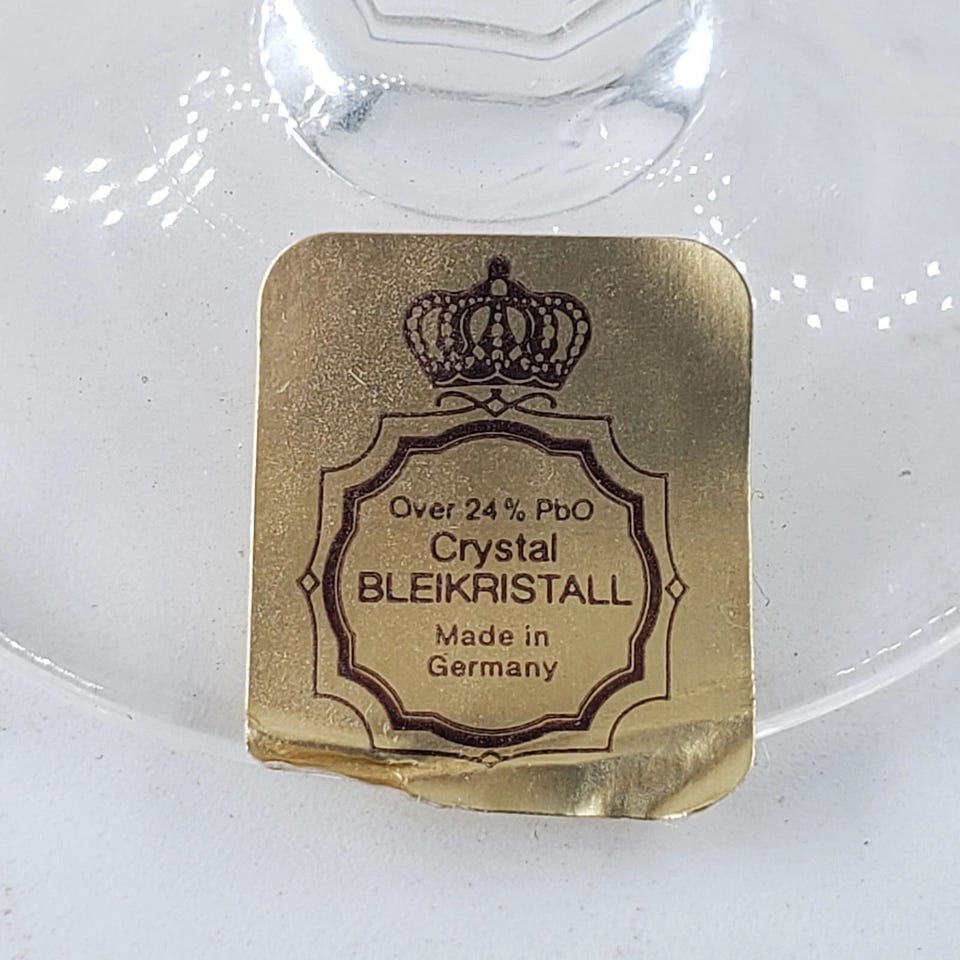 Over 24% PbO
Crystal
BLEIKRISTALL
Made in
Germany